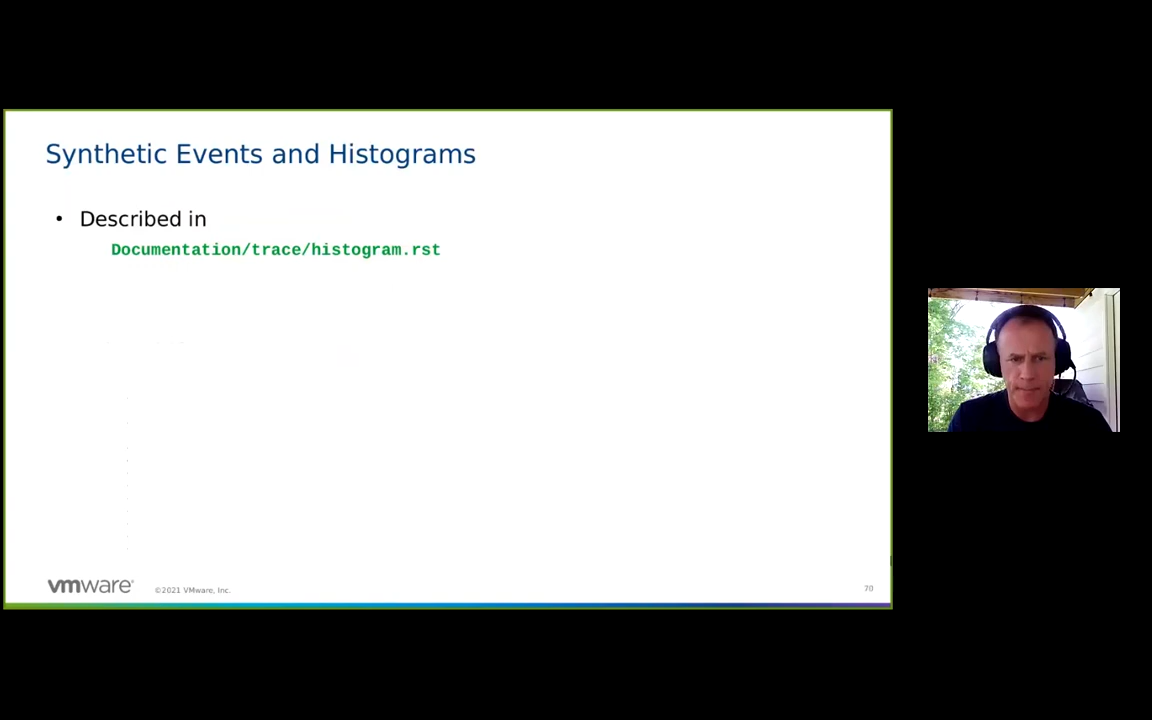 Synthetic Events and Histograms
• Described in
Documentation/trace/histogram.rst
vmware®
©2021 VMware, Inc.
70